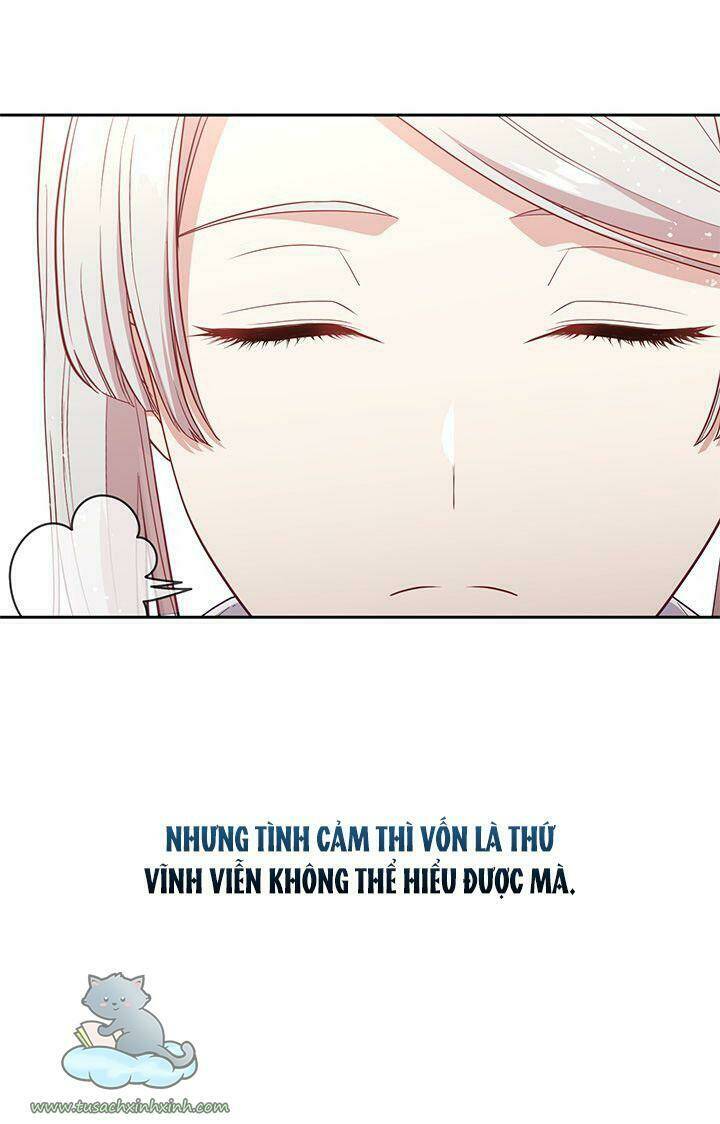 NHƯNG TÌNH CẢM THÌ VỐN LÀ THỨ
VĨNH VIỄN KHÔNG THỂ HIỂU ĐƯỢC MÀ.
www.tusachxinhxinh.com